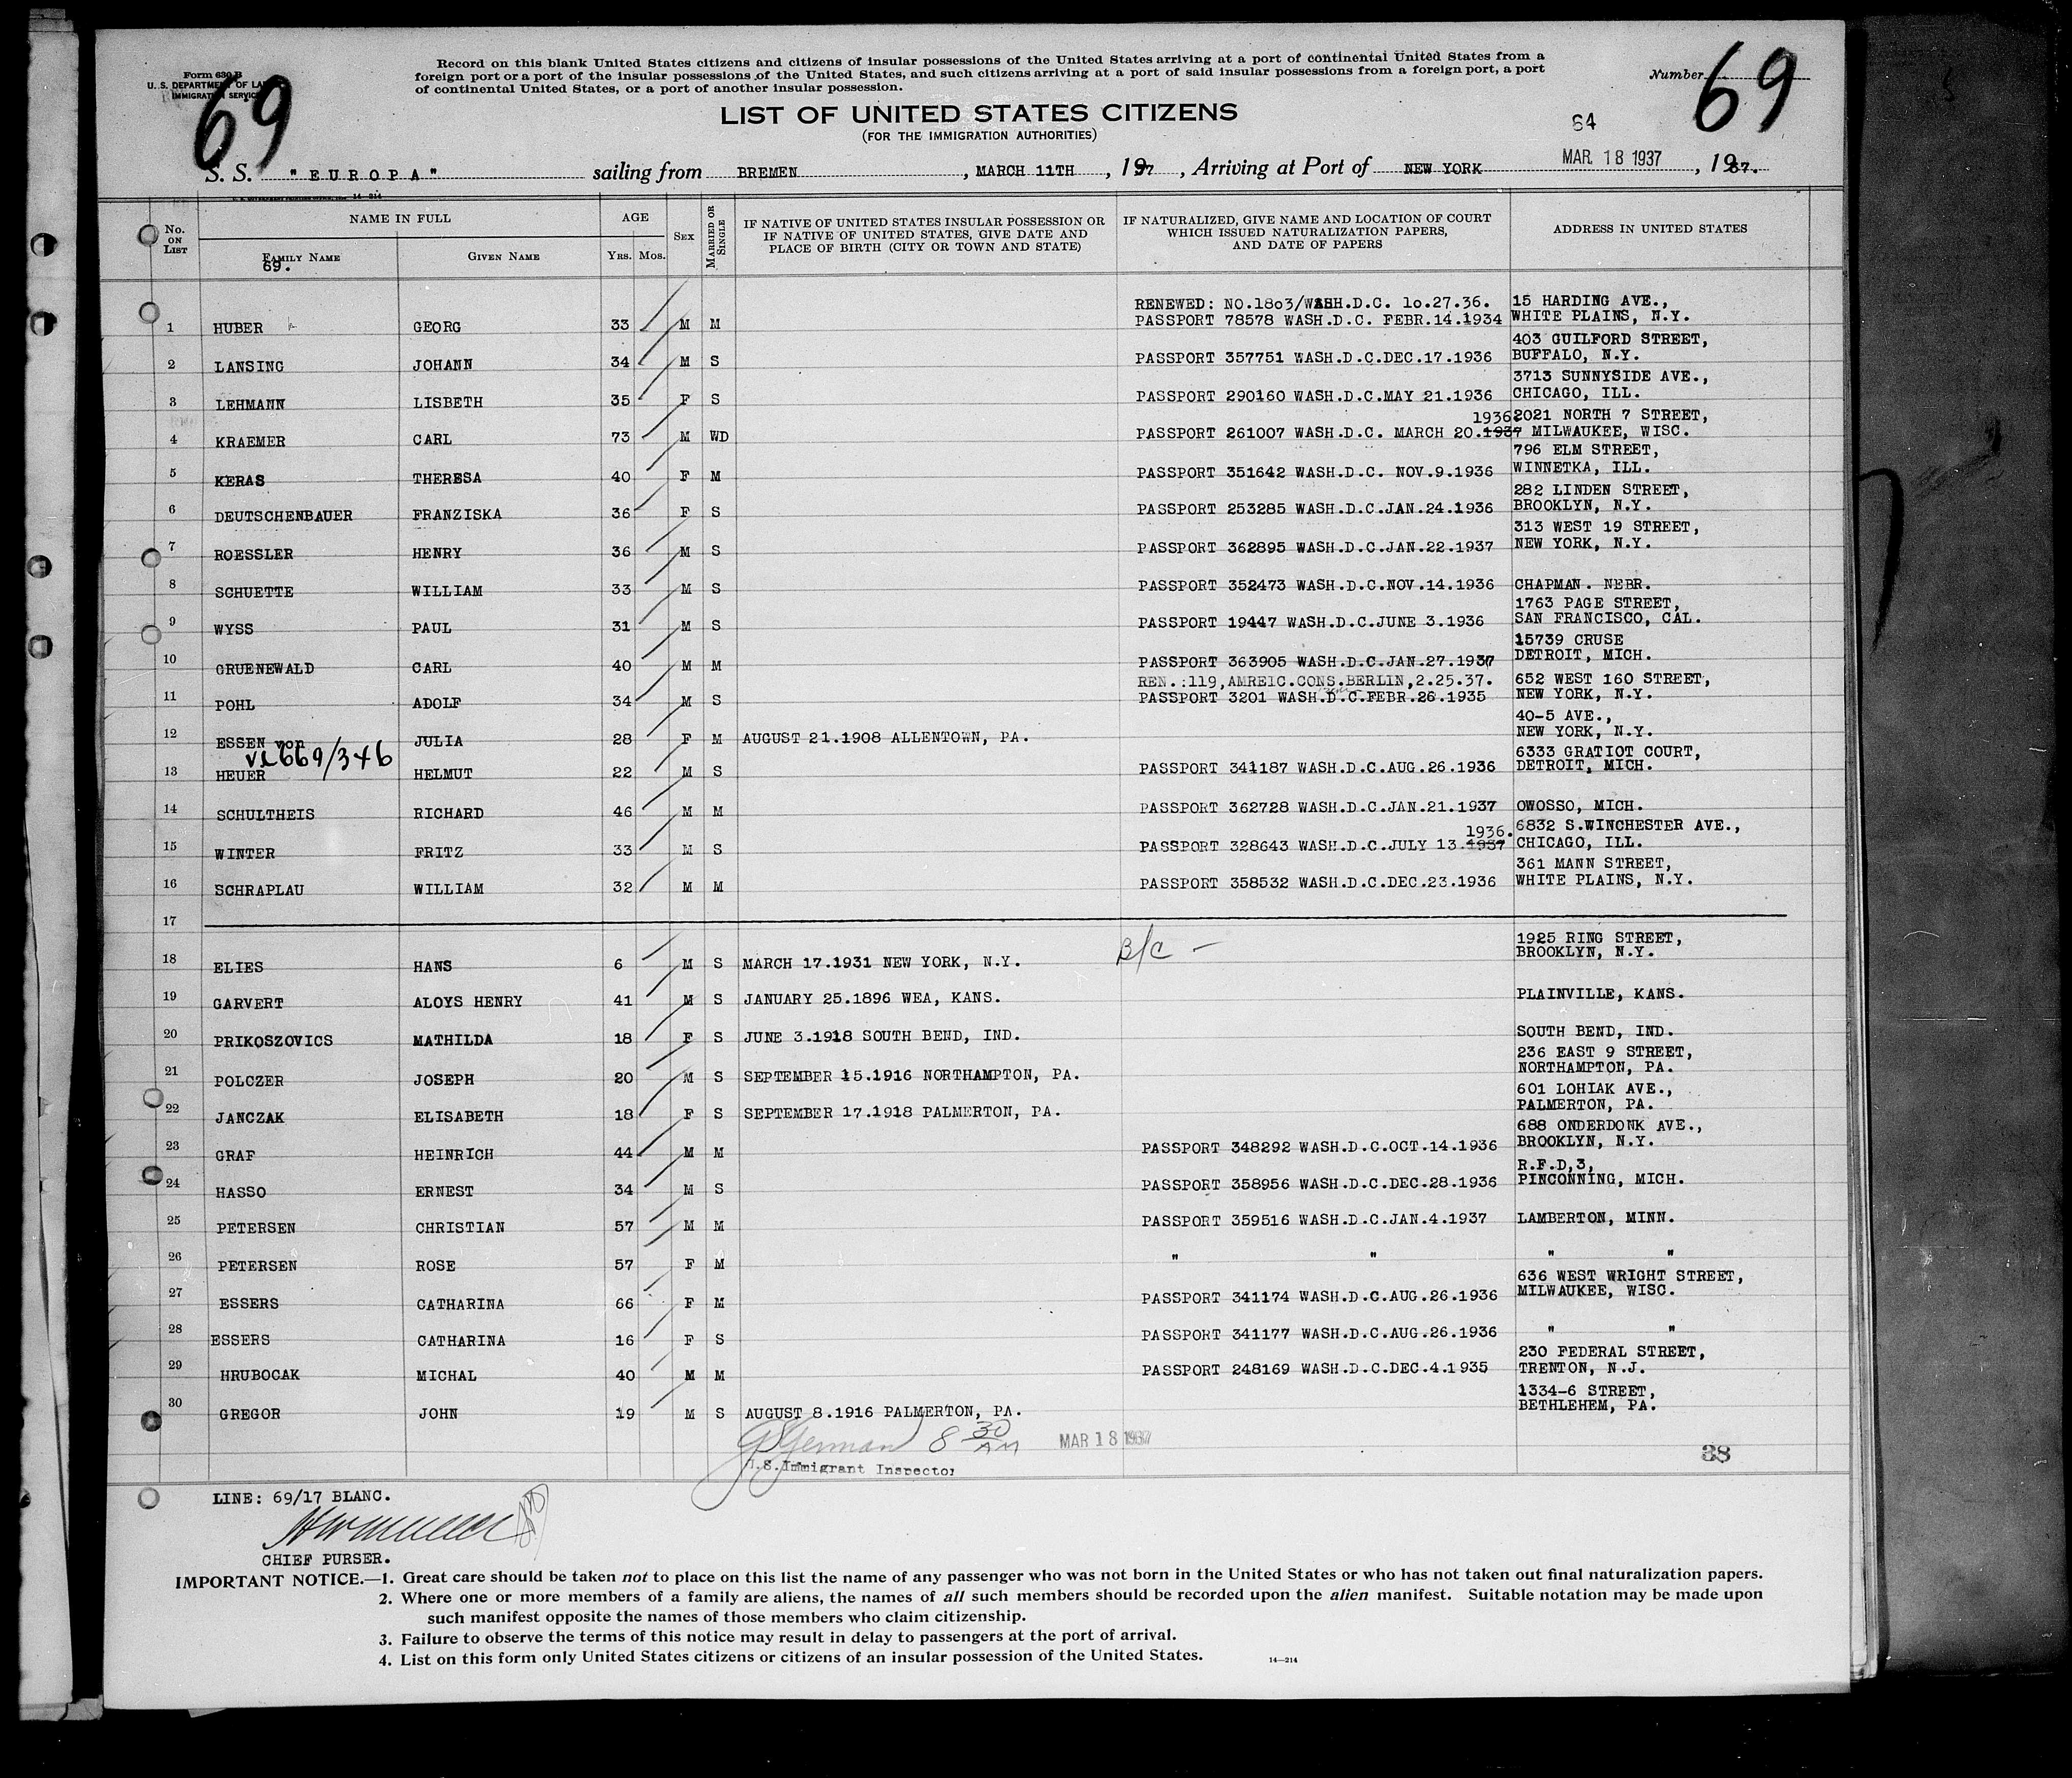 Form 630 B
U. S. DEPARTMENT OF LA
IMMIGRATION SERVICE
69
Record on this blank United States citizens and citizens of insular possessions of the United States arriving at a port of continental United States from a
foreign port or a port of the insular possessions of the United States, and such citizens arriving at a port of said insular possessions from a foreign port, a port
of continental United States, or a port of another insular possession.
Number 69
LIST OF UNITED STATES CITIZENS
(FOR THE IMMIGRATION AUTHORITIES)
64
S. S. "EUROPA" sailing from BREMEN, MARCH 11TH, 1937, Arriving at Port of NEW YORK MAR. 18 1937, 1937.
14-214
No. on List
NAME IN FULL
Family Name
69.
Given Name
AGE
Yrs. Mos.
Sex
Married or Single
IF NATIVE OF UNITED STATES INSULAR POSSESSION OR
IF NATIVE OF UNITED STATES, GIVE DATE AND
PLACE OF BIRTH (CITY OR TOWN AND STATE)
IF NATURALIZED, GIVE NAME AND LOCATION OF COURT
WHICH ISSUED NATURALIZATION PAPERS,
AND DATE OF PAPERS
ADDRESS IN UNITED STATES
RENEWED: NO.1803/WASH.D.C. 10.27.36. 15 HARDING AVE.,
1 HUBER GEORG 33 M M PASSPORT 78578 WASH.D.C. FEBR.14.1934 WHITE PLAINS, N.Y.
403 GUILFORD STREET,
2 LANSING JOHANN 34 M S PASSPORT 357751 WASH.D.C.DEC.17.1936 BUFFALO, N.Y.
3713 SUNNYSIDE AVE.,
3 LEHMANN LISBETH 35 F S PASSPORT 290160 WASH.D.C.MAY 21.1936 CHICAGO, ILL.
1936 2021 NORTH 7 STREET,
4 KRAEMER CARL 73 M WD PASSPORT 261007 WASH.D.C. MARCH 20.1937 MILWAUKEE, WISC.
796 ELM STREET,
5 KERAS THERESA 40 F M PASSPORT 351642 WASH.D.C. NOV.9.1936 WINNETKA, ILL.
282 LINDEN STREET,
6 DEUTSCHENBAUER FRANZISKA 36 F S PASSPORT 253285 WASH.D.C.JAN.24.1936 BROOKLYN, N.Y.
313 WEST 19 STREET,
7 ROESSLER HENRY 36 M S PASSPORT 362895 WASH.D.C.JAN.22.1937 NEW YORK, N.Y.
8 SCHUETTE WILLIAM 33 M S PASSPORT 352473 WASH.D.C.NOV.14.1936 CHAPMAN. NEBR.
1763 PAGE STREET,
9 WYSS PAUL 31 M S PASSPORT 19447 WASH.D.C.JUNE 3.1936 SAN FRANCISCO, CAL.
15739 CRUSE
10 GRUENEWALD CARL 40 M M PASSPORT 363905 WASH.D.C.JAN.27.1937 DETROIT, MICH.
REN.:119,AMREIC.CONS.BERLIN,2.25.37. 652 WEST 160 STREET,
11 POHL ADOLF 34 M S PASSPORT 3201 WASH.D.C.FEBR.26.1935 NEW YORK, N.Y.
40-5 AVE.,
12 ESSEN von JULIA 28 F M AUGUST 21.1908 ALLENTOWN, PA. NEW YORK, N.Y.
669/346 6333 GRATIOT COURT,
13 HEUER HELMUT 22 M S PASSPORT 341187 WASH.D.C.AUG.26.1936 DETROIT, MICH.
14 SCHULTHEIS RICHARD 46 M M PASSPORT 362728 WASH.D.C.JAN.21.1937 OWOSSO, MICH.
1936. 6832 S.WINCHESTER AVE.,
15 WINTER FRITZ 33 M S PASSPORT 328643 WASH.D.C.JULY 13.1937 CHICAGO, ILL.
361 MANN STREET,
16 SCHRAPLAU WILLIAM 32 M M PASSPORT 358532 WASH.D.C.DEC.23.1936 WHITE PLAINS, N.Y.
17
B/C - 1925 RING STREET,
18 ELIES HANS 6 M S MARCH 17.1931 NEW YORK, N.Y. BROOKLYN, N.Y.
19 GARVERT ALOYS HENRY 41 M S JANUARY 25.1896 WEA, KANS. PLAINVILLE, KANS.
20 PRIKOSZOVICS MATHILDA 18 F S JUNE 3.1918 SOUTH BEND, IND. SOUTH BEND, IND.
236 EAST 9 STREET,
21 POLCZER JOSEPH 20 M S SEPTEMBER 15.1916 NORTHAMPTON, PA. NORTHAMPTON, PA.
601 LOHIAK AVE.,
22 JANCZAK ELISABETH 18 F S SEPTEMBER 17.1918 PALMERTON, PA. PALMERTON, PA.
688 ONDERDONK AVE.,
23 GRAF HEINRICH 44 M M PASSPORT 348292 WASH.D.C.OCT.14.1936 BROOKLYN, N.Y.
R.F.D,3,
24 HASSO ERNEST 34 M S PASSPORT 358956 WASH.D.C.DEC.28.1936 PINCONNING, MICH.
25 PETERSEN CHRISTIAN 57 M M PASSPORT 359516 WASH.D.C.JAN.4.1937 LAMBERTON, MINN.
26 PETERSEN ROSE 57 F M " " " "
636 WEST WRIGHT STREET,
27 ESSERS CATHARINA 66 F M PASSPORT 341174 WASH.D.C.AUG.26.1936 MILWAUKEE, WISC.
28 ESSERS CATHARINA 16 F S PASSPORT 341177 WASH.D.C.AUG.26.1936 " "
230 FEDERAL STREET,
29 HRUBOCAK MICHAL 40 M M PASSPORT 248169 WASH.D.C.DEC.4.1935 TRENTON, N.J.
1334-6 STREET,
30 GREGOR JOHN 19 M S AUGUST 8.1916 PALMERTON, PA. BETHLEHEM, PA.
German 8 30 AM MAR 18 1937
U.S.Immigrant Inspector
38
LINE: 69/17 BLANC.
CHIEF PURSER.
IMPORTANT NOTICE.—1. Great care should be taken not to place on this list the name of any passenger who was not born in the United States or who has not taken out final naturalization papers.
2. Where one or more members of a family are aliens, the names of all such members should be recorded upon the alien manifest. Suitable notation may be made upon
such manifest opposite the names of those members who claim citizenship.
3. Failure to observe the terms of this notice may result in delay to passengers at the port of arrival.
4. List on this form only United States citizens or citizens of an insular possession of the United States. 14—214